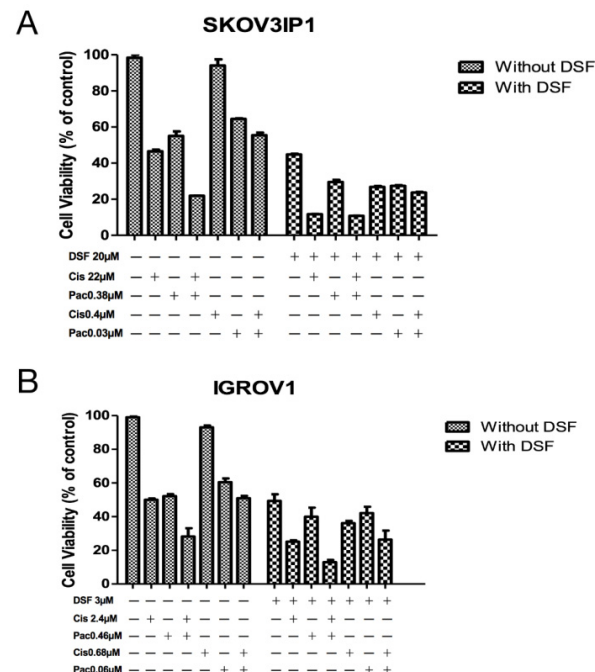 A
SKOV3IP1
Cell Viability (% of control)
100
80
60
40
20
0
Without DSF
With DSF
DSF 20μM — — — — — — — + + + + + + +
Cis 22μM — + — + — — — — + — + — — —
Pac0.38μM — — + + — — — — — + + — — —
Cis0.4μM — — — — + — + — — — — + — +
Pac0.03μM — — — — — + + — — — — — + +
B
IGROV1
Cell Viability (% of control)
100
80
60
40
20
0
Without DSF
With DSF
DSF 3μM — — — — — — — + + + + + + +
Cis 2.4μM — + — + — — — — + — + — — —
Pac0.46μM — — + + — — — — — + + — — —
Cis0.68μM — — — — + — + — — — — + — +
Pac0.06μM — — — — — + + — — — — — + +